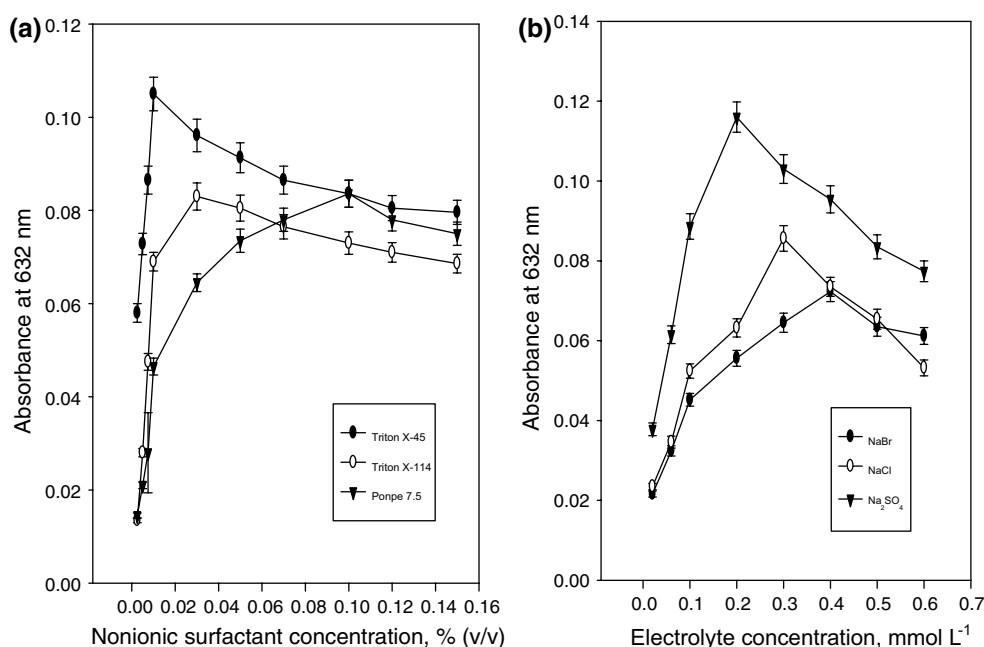 (a)
0.12
0.10
0.08
0.06
0.04
0.02
0.00
Absorbance at 632 nm
Triton X-45
Triton X-114
Ponpe 7.5
0.00 0.02 0.04 0.06 0.08 0.10 0.12 0.14 0.16
Nonionic surfactant concentration, % (v/v)
(b)
0.14
0.12
0.10
0.08
0.06
0.04
0.02
0.00
Absorbance at 632 nm
NaBr
NaCl
Na₂SO₄
0.0 0.1 0.2 0.3 0.4 0.5 0.6 0.7
Electrolyte concentration, mmol L⁻¹